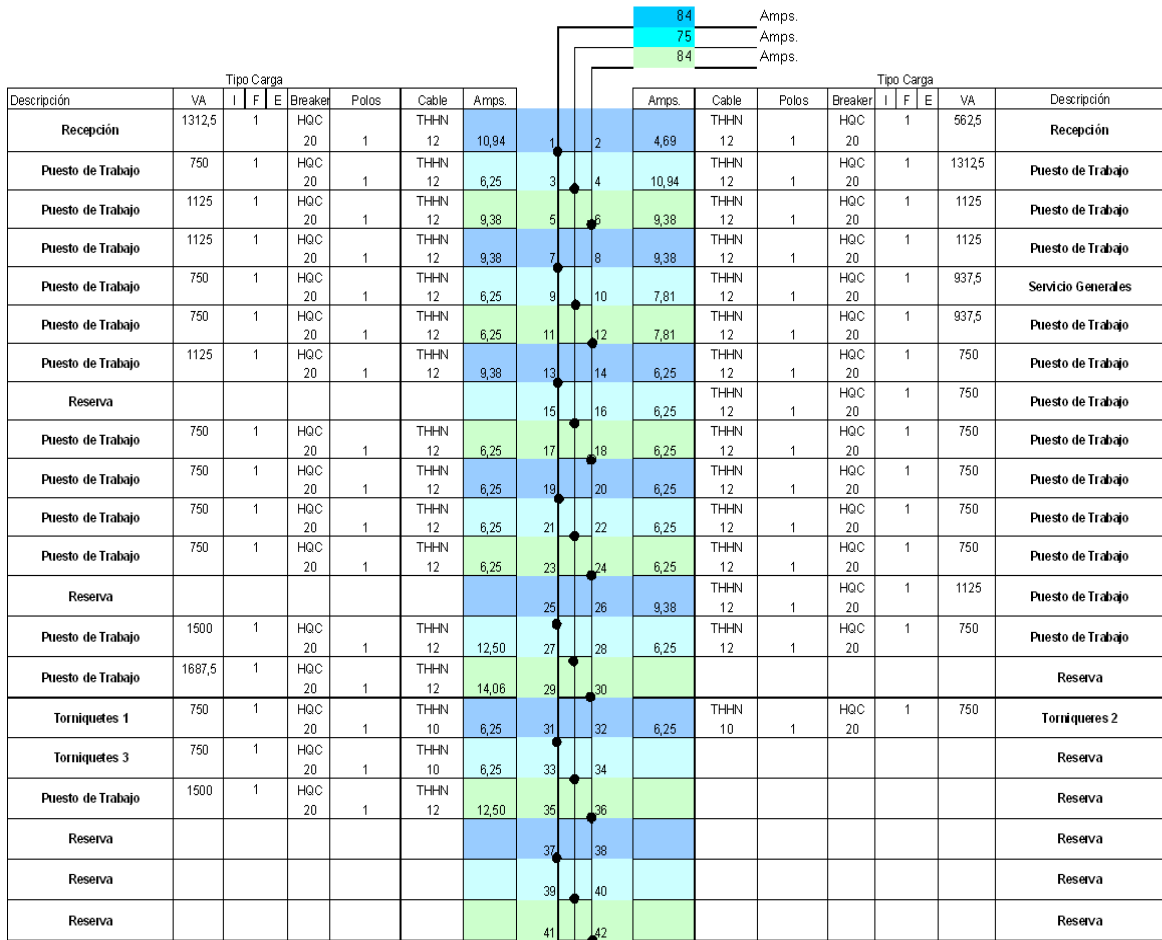 84 Amps.
75 Amps.
84 Amps.
Tipo Carga Tipo Carga
Descripción VA I F E Breaker Polos Cable Amps. Amps. Cable Polos Breaker I F E VA Descripción
Recepción 1312,5 1 HQC THHN THHN HQC 1 562,5 Recepción
20 1 12 10,94 1 2 4,69 12 1 20
Puesto de Trabajo 750 1 HQC THHN THHN HQC 1 1312,5 Puesto de Trabajo
20 1 12 6,25 3 4 10,94 12 1 20
Puesto de Trabajo 1125 1 HQC THHN THHN HQC 1 1125 Puesto de Trabajo
20 1 12 9,38 5 6 9,38 12 1 20
Puesto de Trabajo 1125 1 HQC THHN THHN HQC 1 1125 Puesto de Trabajo
20 1 12 9,38 7 8 9,38 12 1 20
Puesto de Trabajo 750 1 HQC THHN THHN HQC 1 937,5 Servicio Generales
20 1 12 6,25 9 10 7,81 12 1 20
Puesto de Trabajo 750 1 HQC THHN THHN HQC 1 937,5 Puesto de Trabajo
20 1 12 6,25 11 12 7,81 12 1 20
Puesto de Trabajo 1125 1 HQC THHN THHN HQC 1 750 Puesto de Trabajo
20 1 12 9,38 13 14 6,25 12 1 20
Reserva THHN HQC 1 750 Puesto de Trabajo
15 16 6,25 12 1 20
Puesto de Trabajo 750 1 HQC THHN THHN HQC 1 750 Puesto de Trabajo
20 1 12 6,25 17 18 6,25 12 1 20
Puesto de Trabajo 750 1 HQC THHN THHN HQC 1 750 Puesto de Trabajo
20 1 12 6,25 19 20 6,25 12 1 20
Puesto de Trabajo 750 1 HQC THHN THHN HQC 1 750 Puesto de Trabajo
20 1 12 6,25 21 22 6,25 12 1 20
Puesto de Trabajo 750 1 HQC THHN THHN HQC 1 750 Puesto de Trabajo
20 1 12 6,25 23 24 6,25 12 1 20
Reserva THHN HQC 1 1125 Puesto de Trabajo
25 26 9,38 12 1 20
Puesto de Trabajo 1500 1 HQC THHN THHN HQC 1 750 Puesto de Trabajo
20 1 12 12,50 27 28 6,25 12 1 20
Puesto de Trabajo 1687,5 1 HQC THHN Reserva
20 1 12 14,06 29 30
Torniquetes 1 750 1 HQC THHN THHN HQC 1 750 Torniqueres 2
20 1 10 6,25 31 32 6,25 10 1 20
Torniquetes 3 750 1 HQC THHN Reserva
20 1 10 6,25 33 34
Puesto de Trabajo 1500 1 HQC THHN Reserva
20 1 12 12,50 35 36
Reserva 37 38 Reserva
Reserva 39 40 Reserva
Reserva 41 42 Reserva